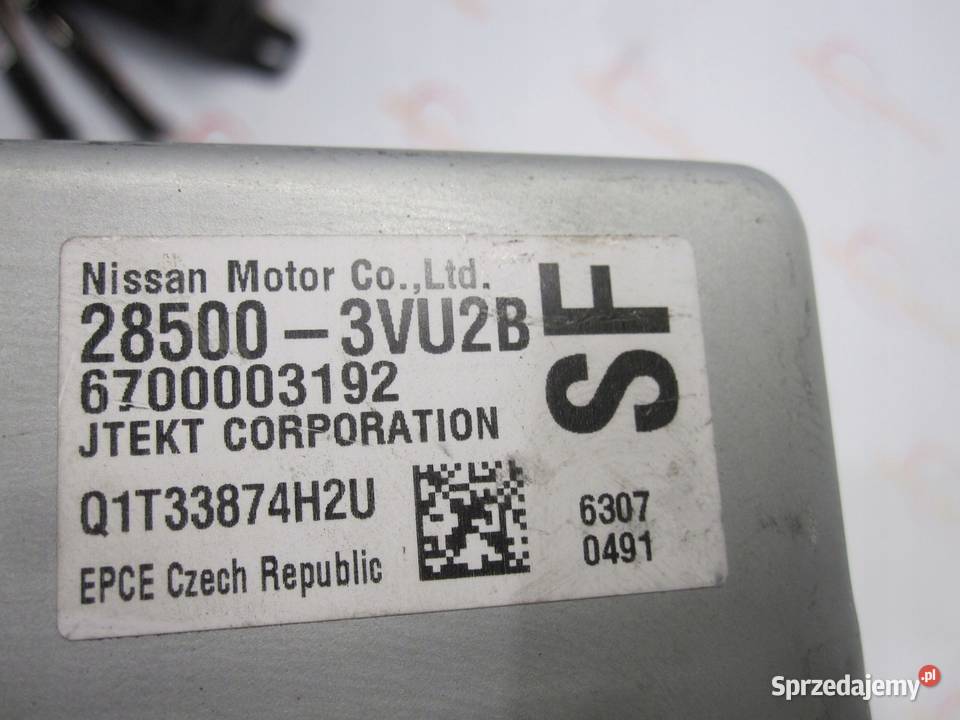 Nissan Motor Co.,Ltd.
28500-3VU2B
6700003192
JTEKT CORPORATION
Q1T33874H2U
EPCE Czech Republic
SF
6307
0491
Sprzedajemy.pl